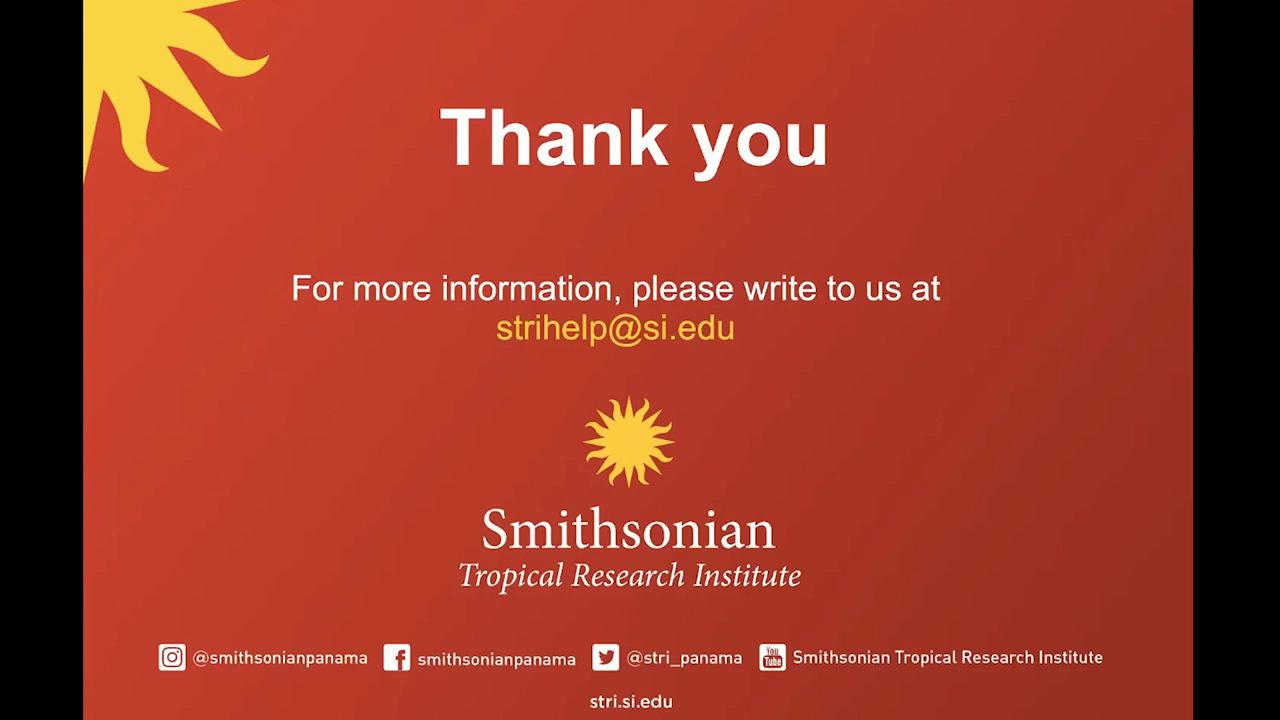 Thank you
For more information, please write to us at
strihelp@si.edu
Smithsonian
Tropical Research Institute
@smithsonianpanama smithsonianpanama @stri_panama You Tube Smithsonian Tropical Research Institute
stri.si.edu